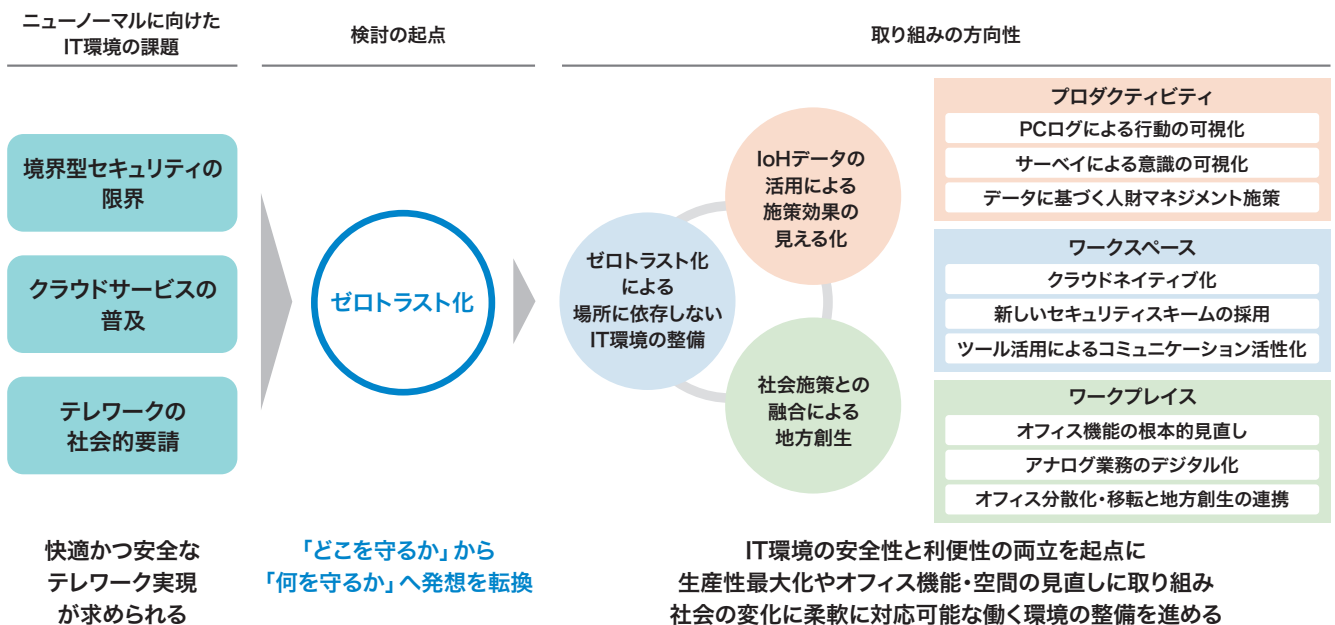 ニューノーマルに向けた
IT環境の課題
検討の起点
取り組みの方向性
境界型セキュリティの
限界
クラウドサービスの
普及
テレワークの
社会的要請
ゼロトラスト化
ゼロトラスト化
による
場所に依存しない
IT環境の整備
IoHデータの
活用による
施策効果の
見える化
社会施策との
融合による
地方創生
プロダクティビティ
PCログによる行動の可視化
サーベイによる意識の可視化
データに基づく人財マネジメント施策
ワークスペース
クラウドネイティブ化
新しいセキュリティスキームの採用
ツール活用によるコミュニケーション活性化
ワークプレイス
オフィス機能の根本的見直し
アナログ業務のデジタル化
オフィス分散化・移転と地方創生の連携
快適かつ安全な
テレワーク実現
が求められる
「どこを守るか」から
「何を守るか」へ発想を転換
IT環境の安全性と利便性の両立を起点に
生産性最大化やオフィス機能・空間の見直しに取り組み
社会の変化に柔軟に対応可能な働く環境の整備を進める